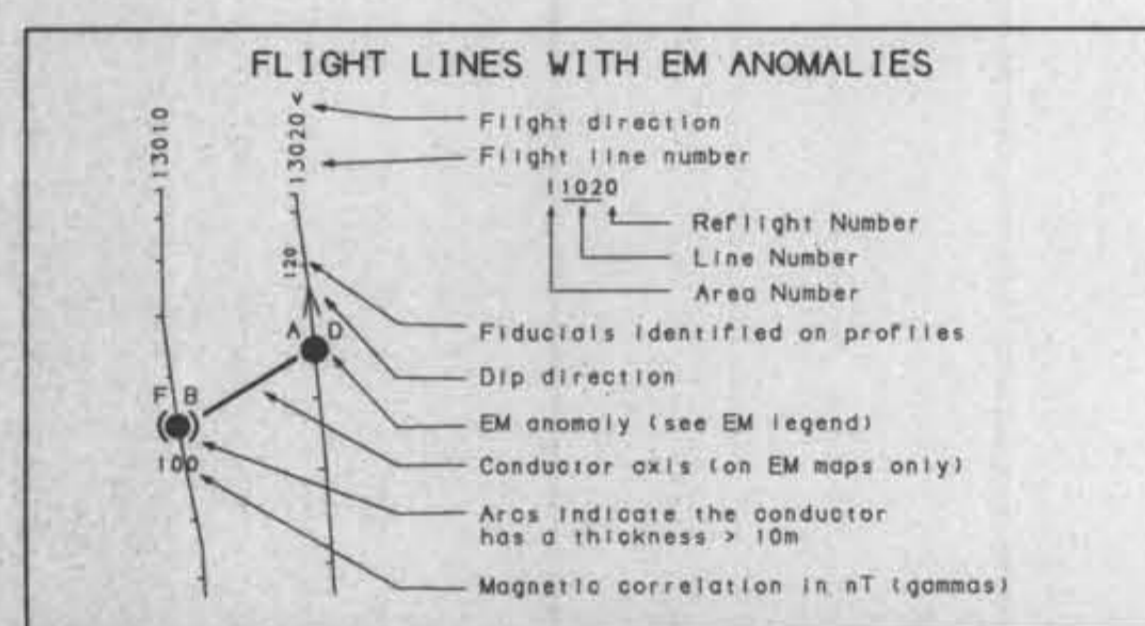 FLIGHT LINES WITH EM ANOMALIES
13010
13020 <
Flight direction
Flight line number
11020
Reflight Number
Line Number
Area Number
120
Fiducials identified on profiles
A D
Dip direction
F B
EM anomaly (see EM legend)
100
Conductor axis (on EM maps only)
Arcs indicate the conductor
has a thickness > 10m
Magnetic correlation in nT (gammas)